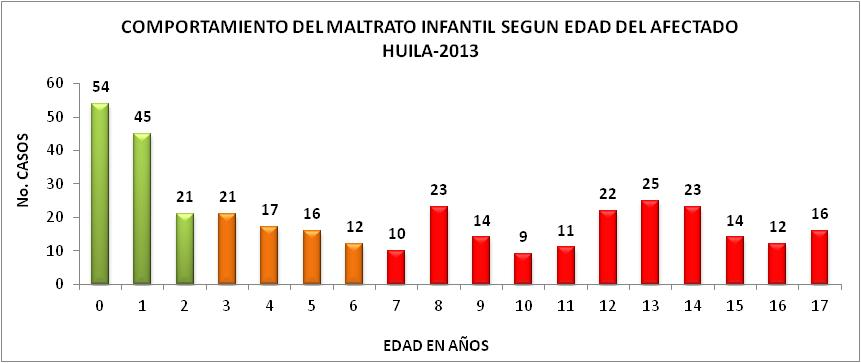 COMPORTAMIENTO DEL MALTRATO INFANTIL SEGUN EDAD DEL AFECTADO
HUILA-2013
No. CASOS
60
50
40
30
20
10
0
54 45 21 21 17 16 12 10 23 14 9 11 22 25 23 14 12 16
0 1 2 3 4 5 6 7 8 9 10 11 12 13 14 15 16 17
EDAD EN AÑOS